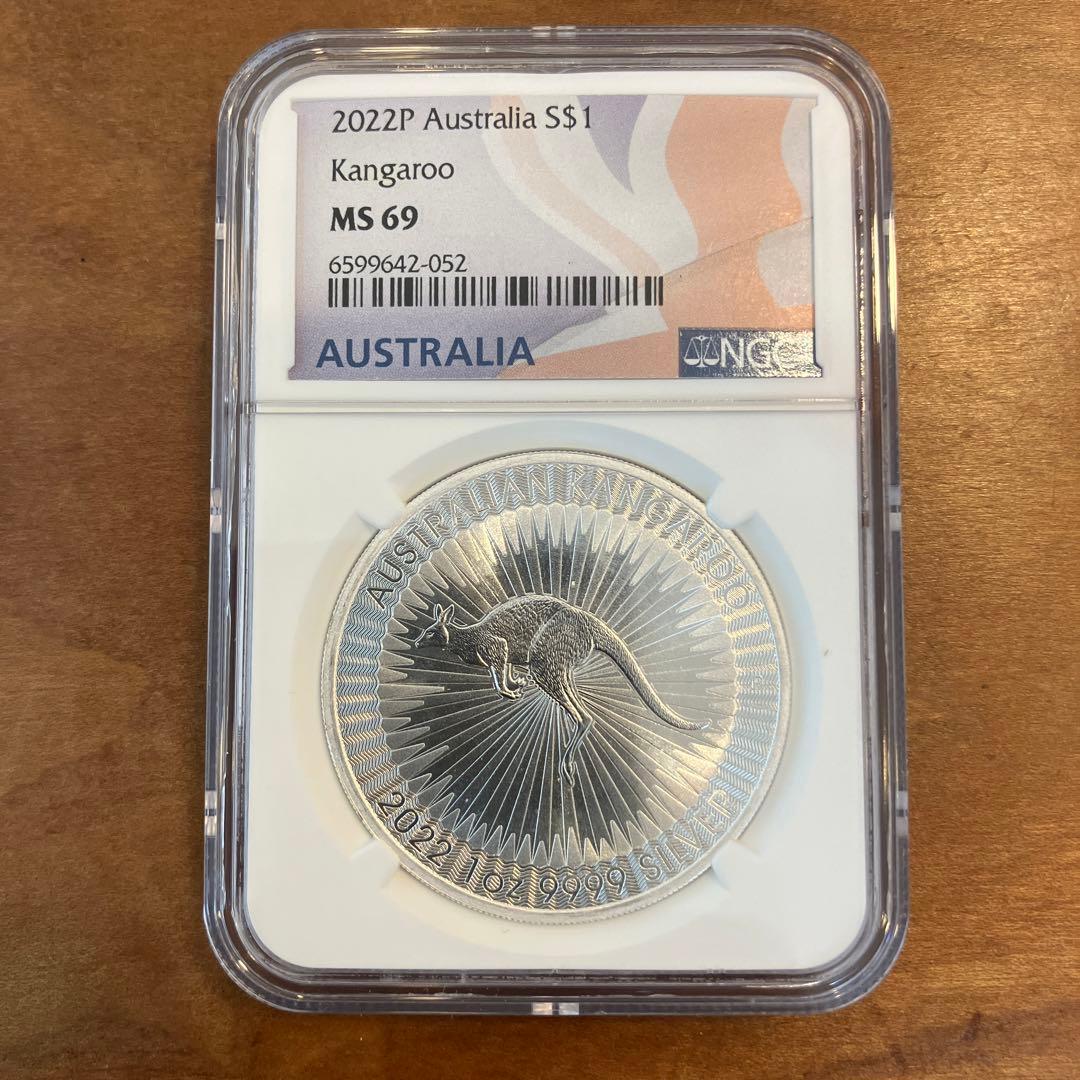 2022P Australia S$1
Kangaroo
MS 69
6599642-052
AUSTRALIA
NGC
AUSTRALIAN KANGAROO
2022 1oz 9999 SILVER